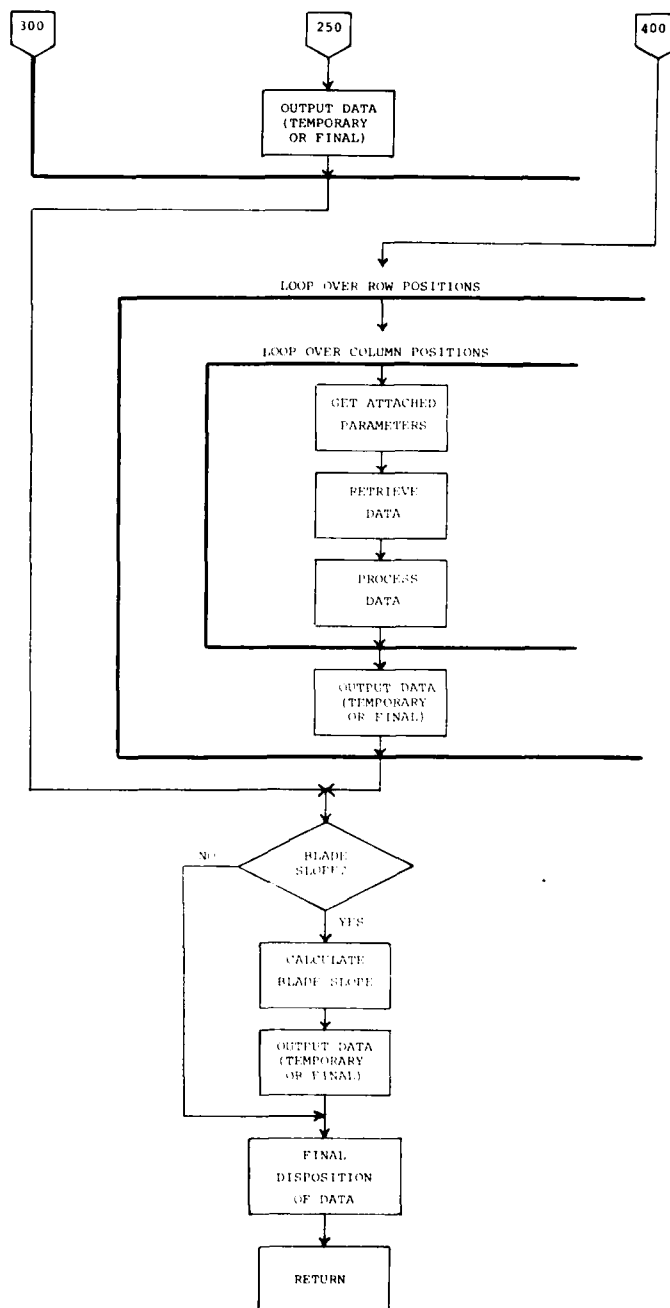 300
250
400
OUTPUT DATA
(TEMPORARY
OR FINAL)
LOOP OVER ROW POSITIONS
LOOP OVER COLUMN POSITIONS
GET ATTACHED
PARAMETERS
RETRIEVE
DATA
PROCESS
DATA
OUTPUT DATA
(TEMPORARY
OR FINAL)
NO
BLADE
SLOPE?
YES
CALCULATE
BLADE SLOPE
OUTPUT DATA
(TEMPORARY
OR FINAL)
FINAL
DISPOSITION
OF DATA
RETURN